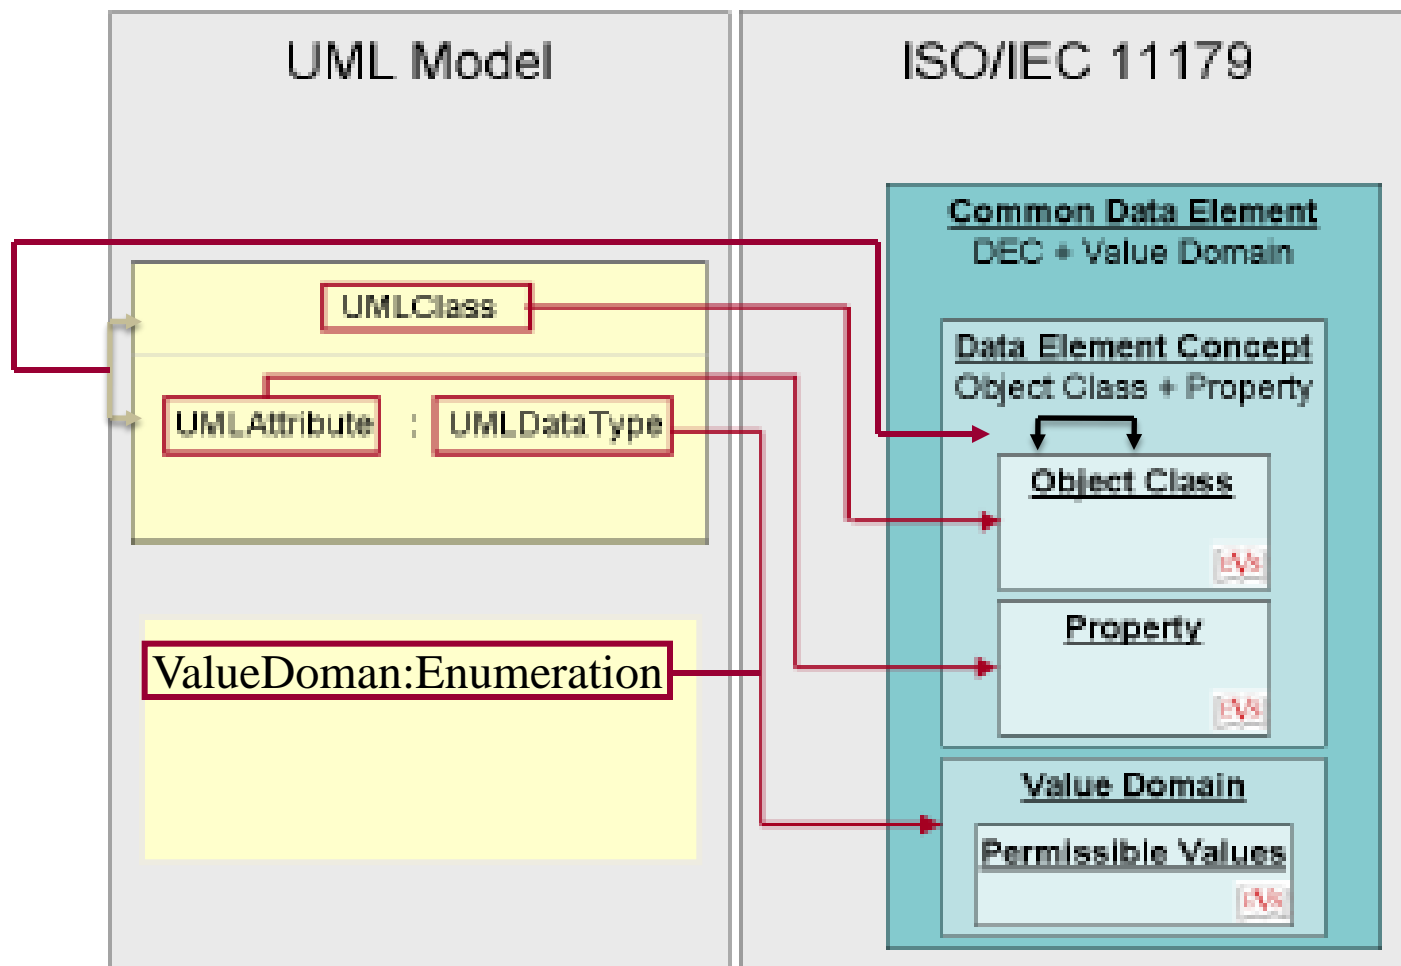 UML Model
UMLClass
UMLAttribute : UMLDataType
ValueDoman:Enumeration
ISO/IEC 11179
Common Data Element
DEC + Value Domain
Data Element Concept
Object Class + Property
Object Class
EVS
Property
EVS
Value Domain
Permissible Values
EVS